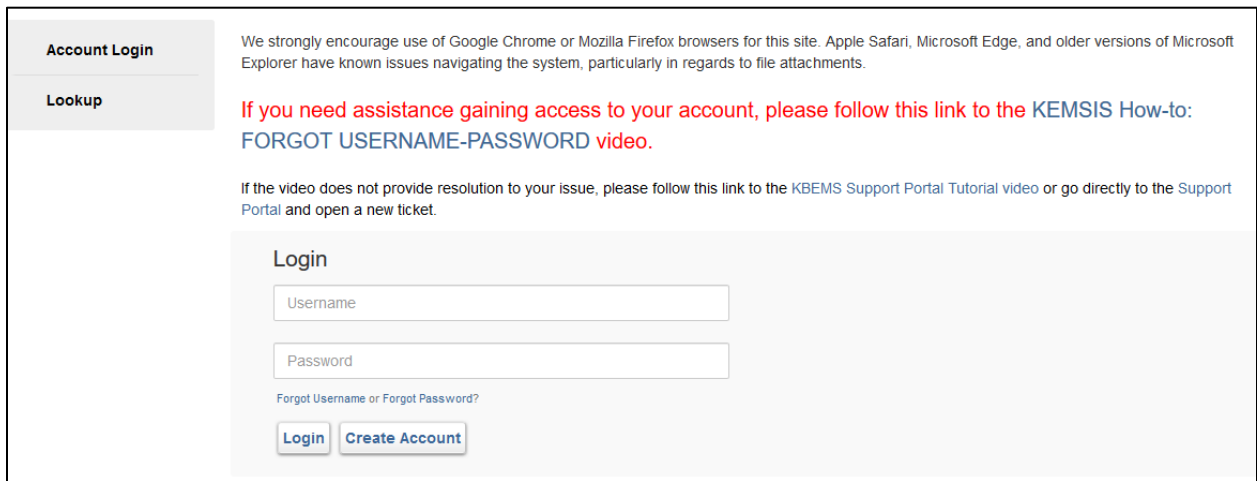 Account Login
Lookup
We strongly encourage use of Google Chrome or Mozilla Firefox browsers for this site. Apple Safari, Microsoft Edge, and older versions of Microsoft
Explorer have known issues navigating the system, particularly in regards to file attachments.
If you need assistance gaining access to your account, please follow this link to the KEMSIS How-to:
FORGOT USERNAME-PASSWORD video.
If the video does not provide resolution to your issue, please follow this link to the KBEMS Support Portal Tutorial video or go directly to the Support
Portal and open a new ticket.
Login
Username
Password
Forgot Username or Forgot Password?
Login Create Account